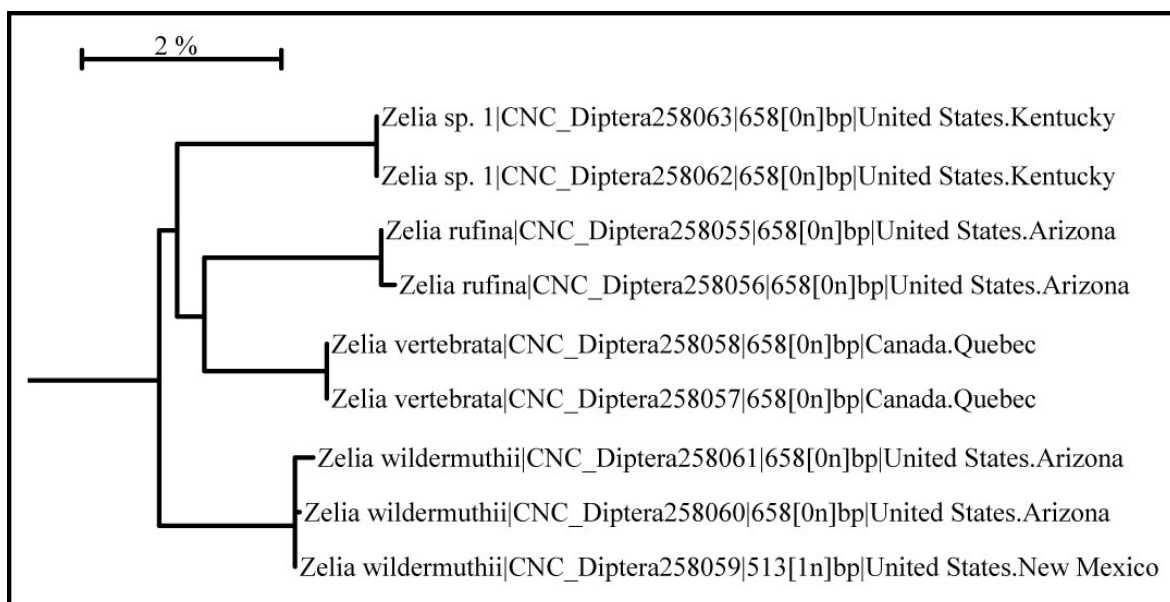 2 %
Zelia sp. 1|CNC_Diptera258063|658[0n]bp|United States.Kentucky
Zelia sp. 1|CNC_Diptera258062|658[0n]bp|United States.Kentucky
Zelia rufina|CNC_Diptera258055|658[0n]bp|United States.Arizona
Zelia rufina|CNC_Diptera258056|658[0n]bp|United States.Arizona
Zelia vertebrata|CNC_Diptera258058|658[0n]bp|Canada.Quebec
Zelia vertebrata|CNC_Diptera258057|658[0n]bp|Canada.Quebec
Zelia wildermuthii|CNC_Diptera258061|658[0n]bp|United States.Arizona
Zelia wildermuthii|CNC_Diptera258060|658[0n]bp|United States.Arizona
Zelia wildermuthii|CNC_Diptera258059|513[1n]bp|United States.New Mexico